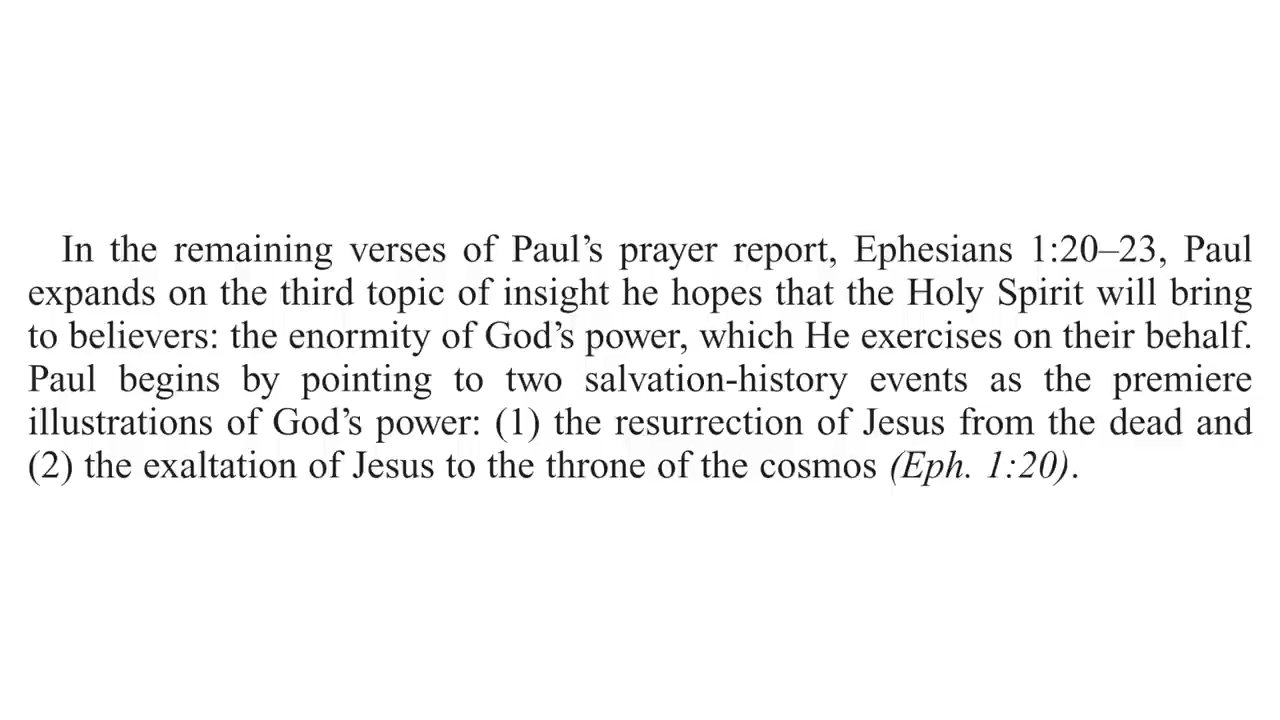 In the remaining verses of Paul’s prayer report, Ephesians 1:20–23, Paul
expands on the third topic of insight he hopes that the Holy Spirit will bring
to believers: the enormity of God’s power, which He exercises on their behalf.
Paul begins by pointing to two salvation-history events as the premiere
illustrations of God’s power: (1) the resurrection of Jesus from the dead and
(2) the exaltation of Jesus to the throne of the cosmos (Eph. 1:20).